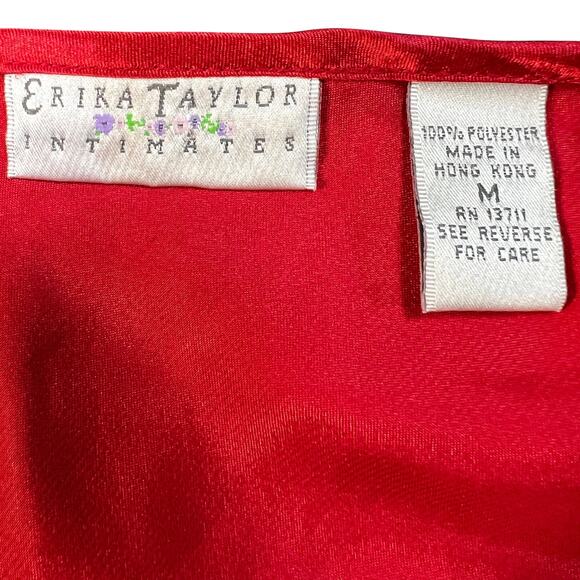 ERIKA TAYLOR
INTIMATES
100% POLYESTER
MADE IN
HONG KONG
M
RN 13711
SEE REVERSE
FOR CARE